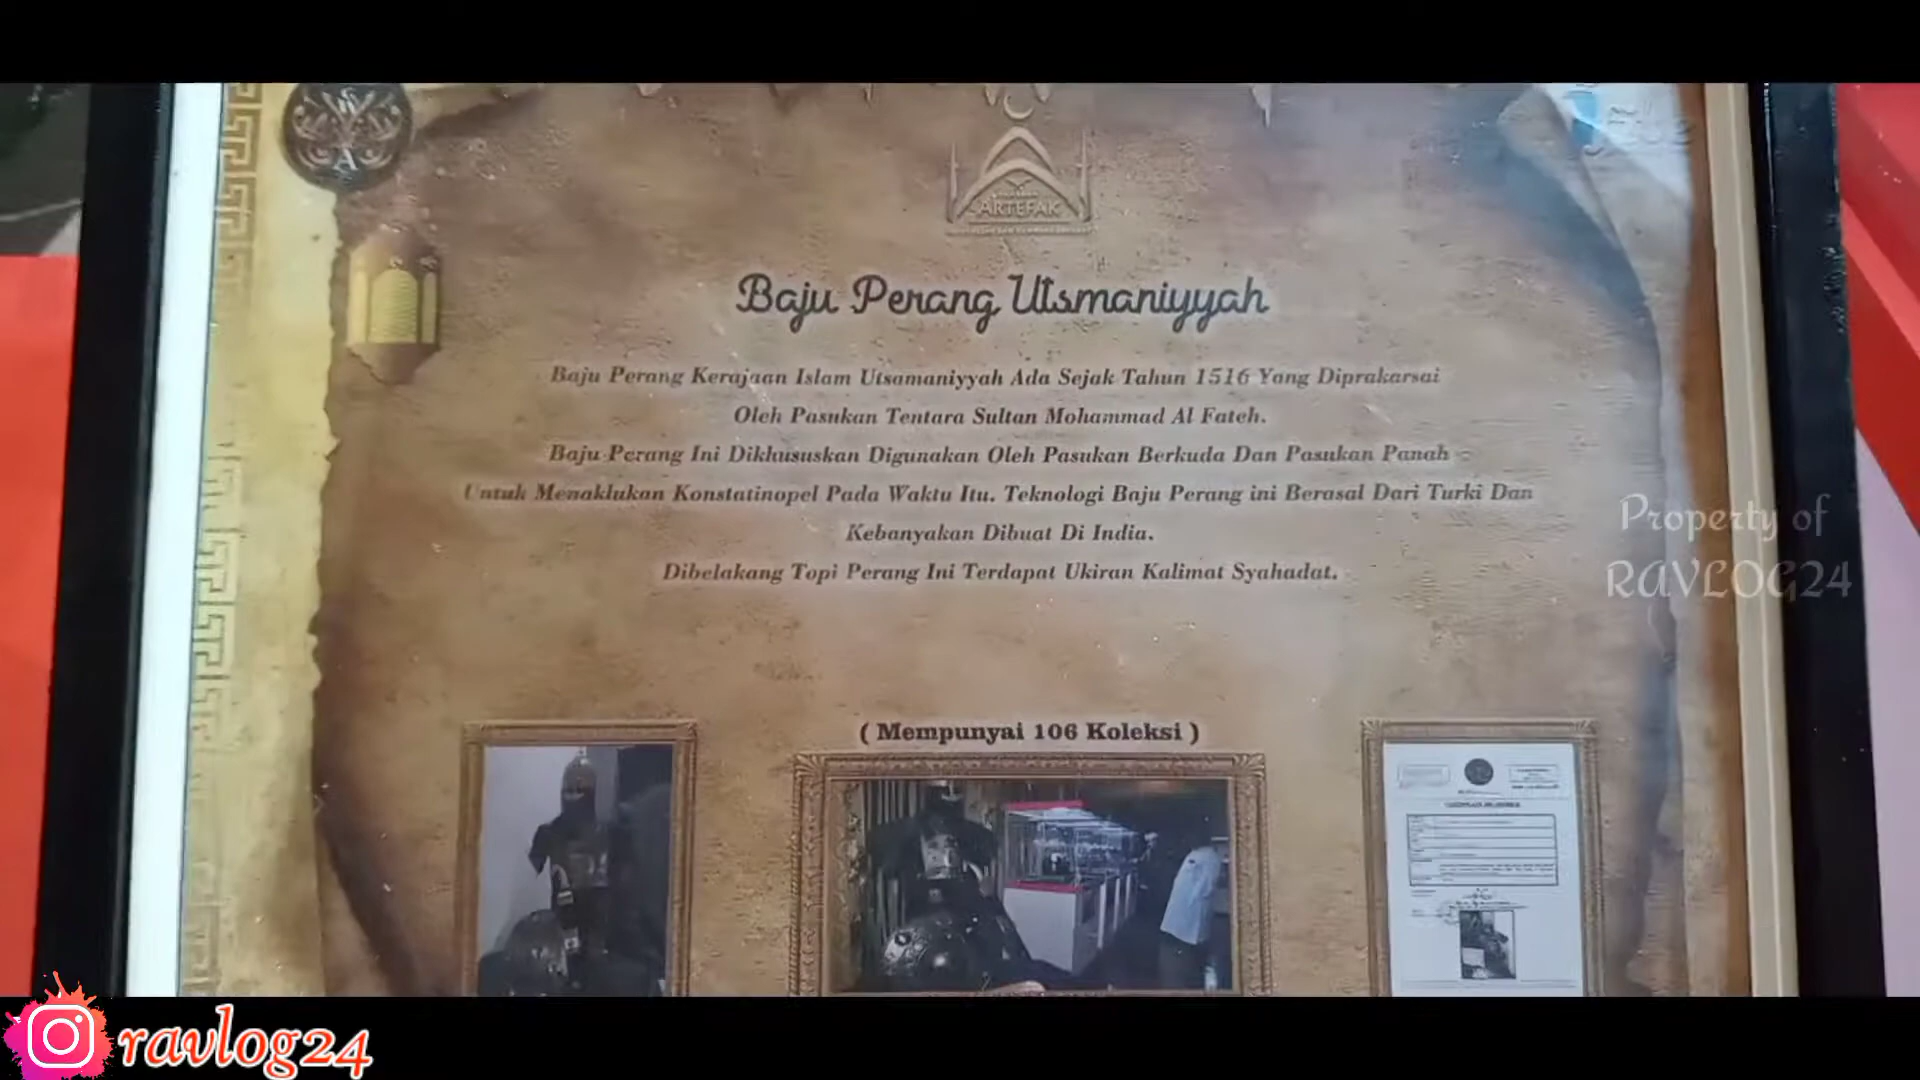 ARTEFAK
Baju Perang Utsmaniyyah
Baju Perang Kerajaan Islam Utsamaniyyah Ada Sejak Tahun 1516 Yang Diprakarsai
Oleh Pasukan Tentara Sultan Mohammad Al Fateh.
Baju Perang Ini Dikhususkan Digunakan Oleh Pasukan Berkuda Dan Pasukan Panah
Untuk Menaklukan Konstatinopel Pada Waktu Itu. Teknologi Baju Perang ini Berasal Dari Turki Dan
Kebanyakan Dibuat Di India.
Dibelakang Topi Perang Ini Terdapat Ukiran Kalimat Syahadat.
Property of
RAVLOG24
( Mempunyai 106 Koleksi )
ravlog24